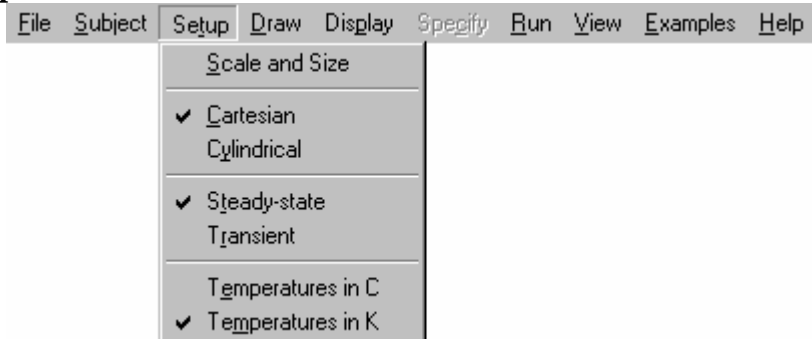 File Subject Setup Draw Display Specify Run View Examples Help
Scale and Size
Cartesian
Cylindrical
Steady-state
Transient
Temperatures in C
Temperatures in K